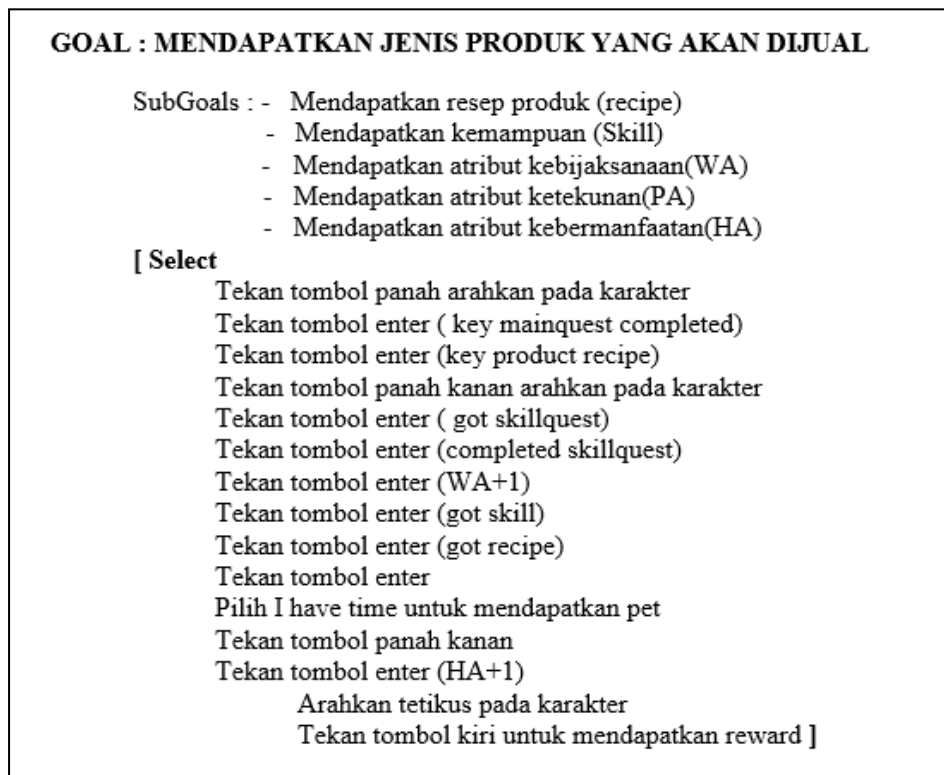 GOAL : MENDAPATKAN JENIS PRODUK YANG AKAN DIJUAL
SubGoals : - Mendapatkan resep produk (recipe)
- Mendapatkan kemampuan (Skill)
- Mendapatkan atribut kebijaksanaan(WA)
- Mendapatkan atribut ketekunan(PA)
- Mendapatkan atribut kebermanfaatan(HA)
[ Select
Tekan tombol panah arahkan pada karakter
Tekan tombol enter ( key mainquest completed)
Tekan tombol enter (key product recipe)
Tekan tombol panah kanan arahkan pada karakter
Tekan tombol enter ( got skillquest)
Tekan tombol enter (completed skillquest)
Tekan tombol enter (WA+1)
Tekan tombol enter (got skill)
Tekan tombol enter (got recipe)
Tekan tombol enter
Pilih I have time untuk mendapatkan pet
Tekan tombol panah kanan
Tekan tombol enter (HA+1)
Arahkan tetikus pada karakter
Tekan tombol kiri untuk mendapatkan reward ]